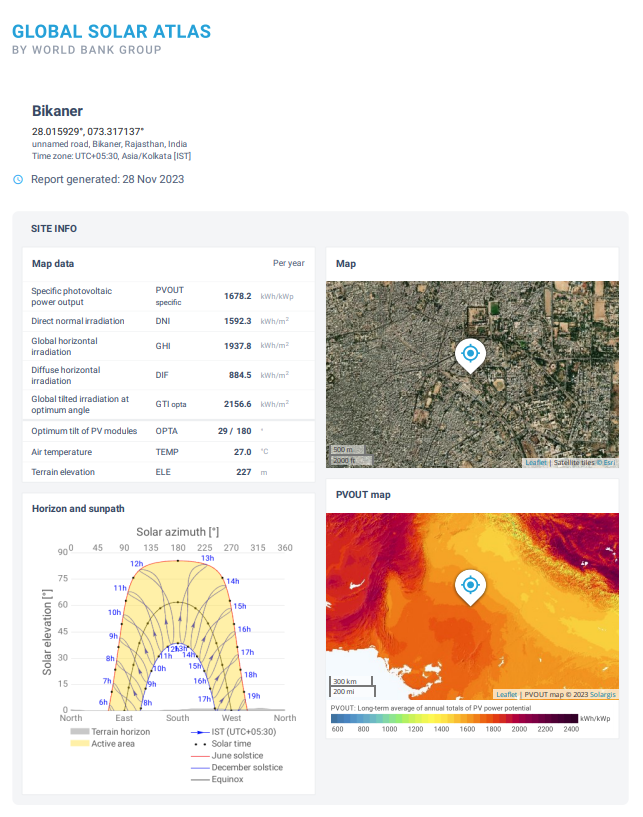 GLOBAL SOLAR ATLAS
BY WORLD BANK GROUP
Bikaner
28.015929°, 073.317137°
unnamed road, Bikaner, Rajasthan, India
Time zone: UTC+05:30, Asia/Kolkata [IST]
Report generated: 28 Nov 2023
SITE INFO
Map data Per year
Specific photovoltaic power output PVOUT specific 1678.2 kWh/kWp
Direct normal irradiation DNI 1592.3 kWh/m²
Global horizontal irradiation GHI 1937.8 kWh/m²
Diffuse horizontal irradiation DIF 884.5 kWh/m²
Global tilted irradiation at optimum angle GTI opta 2156.6 kWh/m²
Optimum tilt of PV modules OPTA 29 / 180 °
Air temperature TEMP 27.0 °C
Terrain elevation ELE 227 m
Map
500 m
2000 ft
Leaflet | Satellite tiles © Esri
Horizon and sunpath
Solar azimuth [°]
0 45 90 135 180 225 270 315 360
Solar elevation [°]
90
75
60
45
30
15
0
12h 13h
11h 14h
10h 15h
9h 16h
8h 17h
7h 18h
6h 19h
12h 13h
11h 14h
10h 15h
9h 16h
8h 17h
North East South West North
Terrain horizon
Active area
IST (UTC+05:30)
Solar time
June solstice
December solstice
Equinox
PVOUT map
300 km
200 mi
Leaflet | PVOUT map © 2023 Solargis
PVOUT: Long-term average of annual totals of PV power potential
kWh/kWp
600 800 1000 1200 1400 1600 1800 2000 2200 2400